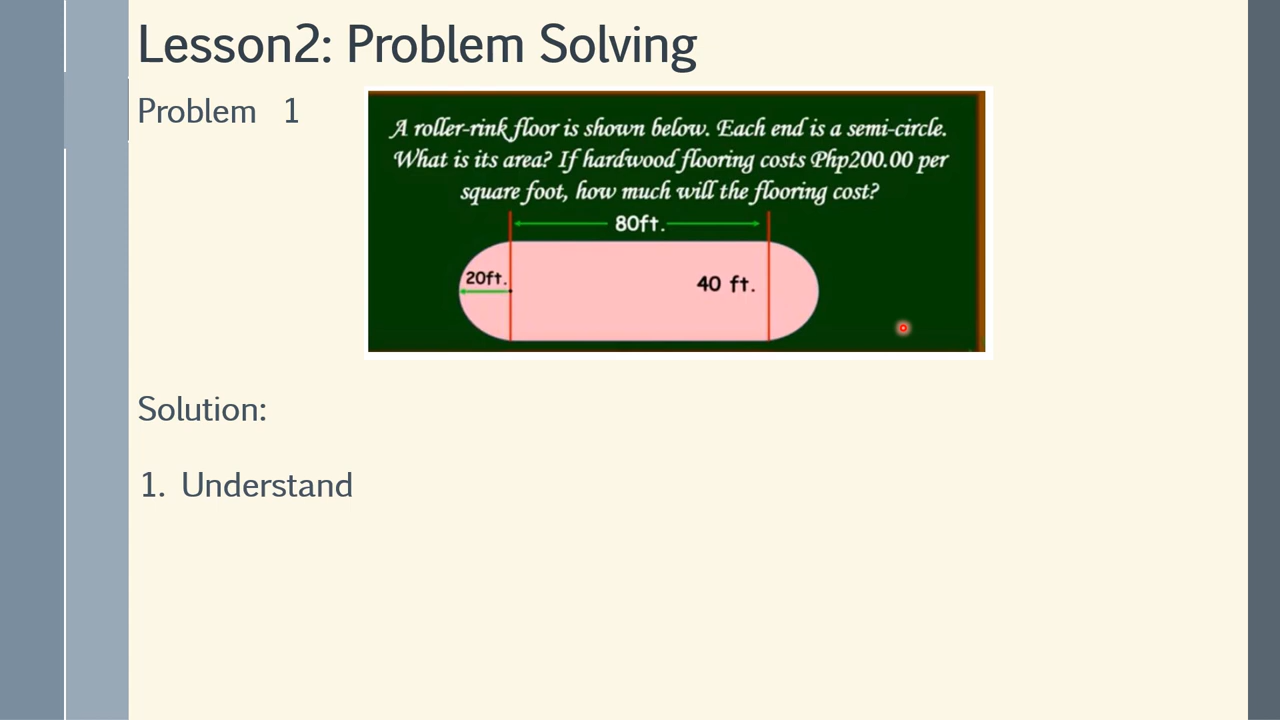 Lesson2: Problem Solving
Problem 1
A roller-rink floor is shown below. Each end is a semi-circle.
What is its area? If hardwood flooring costs Php200.00 per
square foot, how much will the flooring cost?
80ft.
20ft.
40 ft.
Solution:
1. Understand